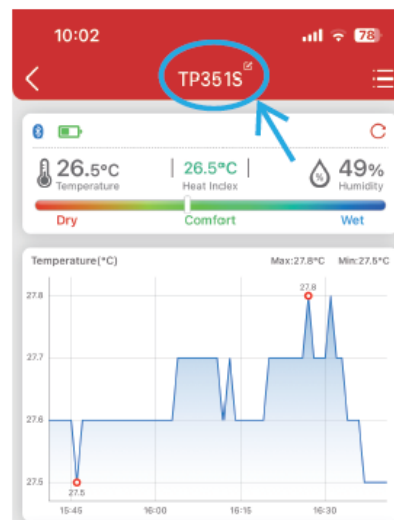 10:02 78
TP351S
26.5°C 26.5°C 49%
Temperature Heat Index Humidity
Dry Comfort Wet
Temperature(°C) Max:27.8°C Min:27.5°C
27.8
27.8
27.7
27.6
27.5
27.5
15:45 16:00 16:15 16:30